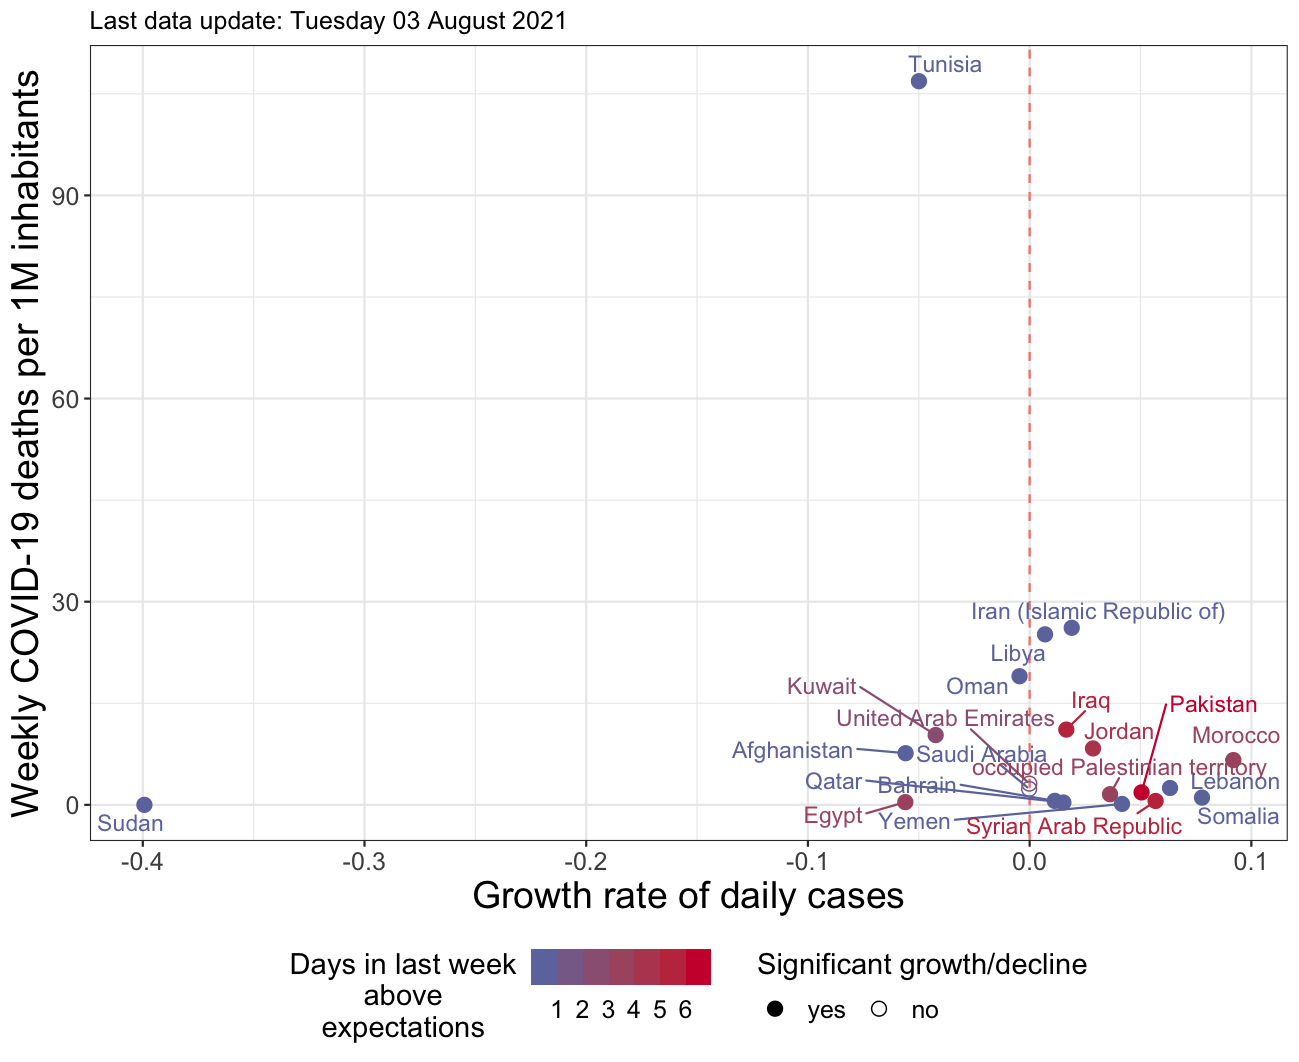 Last data update: Tuesday 03 August 2021
Weekly COVID-19 deaths per 1M inhabitants
90
60
30
0
Tunisia
Iran (Islamic Republic of)
Libya
Oman
Kuwait
Iraq
Pakistan
United Arab Emirates
Jordan
Morocco
Afghanistan
Saudi Arabia
occupied Palestinian territory
Qatar
Bahrain
Lebanon
Egypt
Yemen
Syrian Arab Republic
Somalia
Sudan
-0.4 -0.3 -0.2 -0.1 0.0 0.1
Growth rate of daily cases
Days in last week
above
expectations
1 2 3 4 5 6
Significant growth/decline
yes no